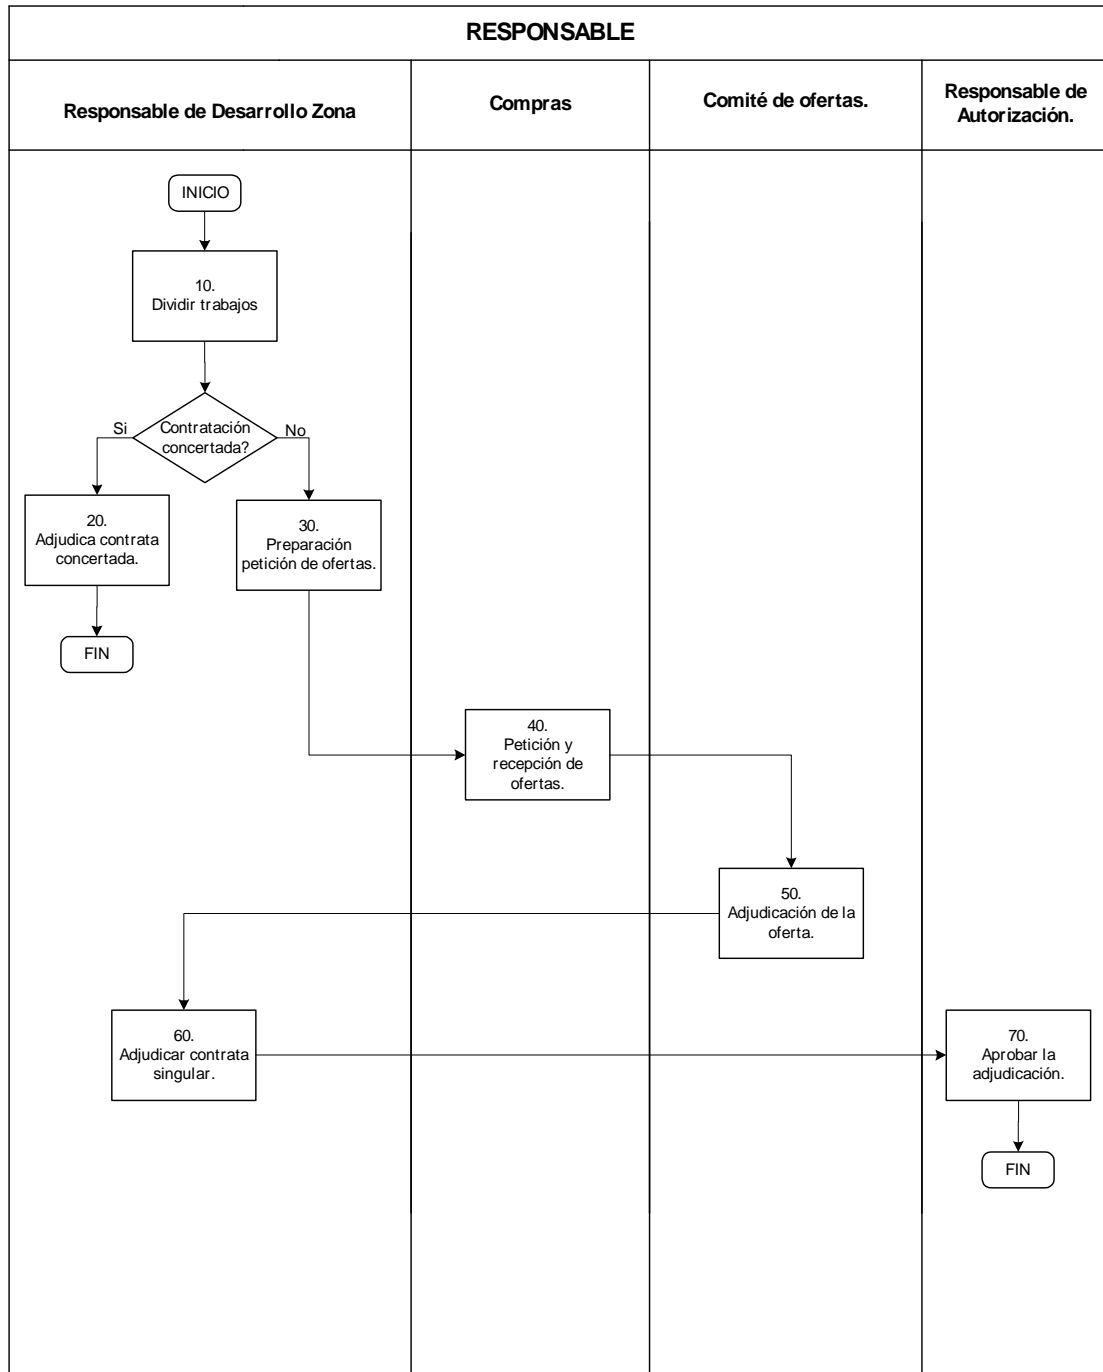 RESPONSABLE
Responsable de Desarrollo Zona
Compras
Comité de ofertas.
Responsable de
Autorización.
INICIO
10.
Dividir trabajos
Contratación
concertada?
Si
No
20.
Adjudica contrata
concertada.
30.
Preparación
petición de ofertas.
FIN
40.
Petición y
recepción de
ofertas.
50.
Adjudicación de la
oferta.
60.
Adjudicar contrata
singular.
70.
Aprobar la
adjudicación.
FIN